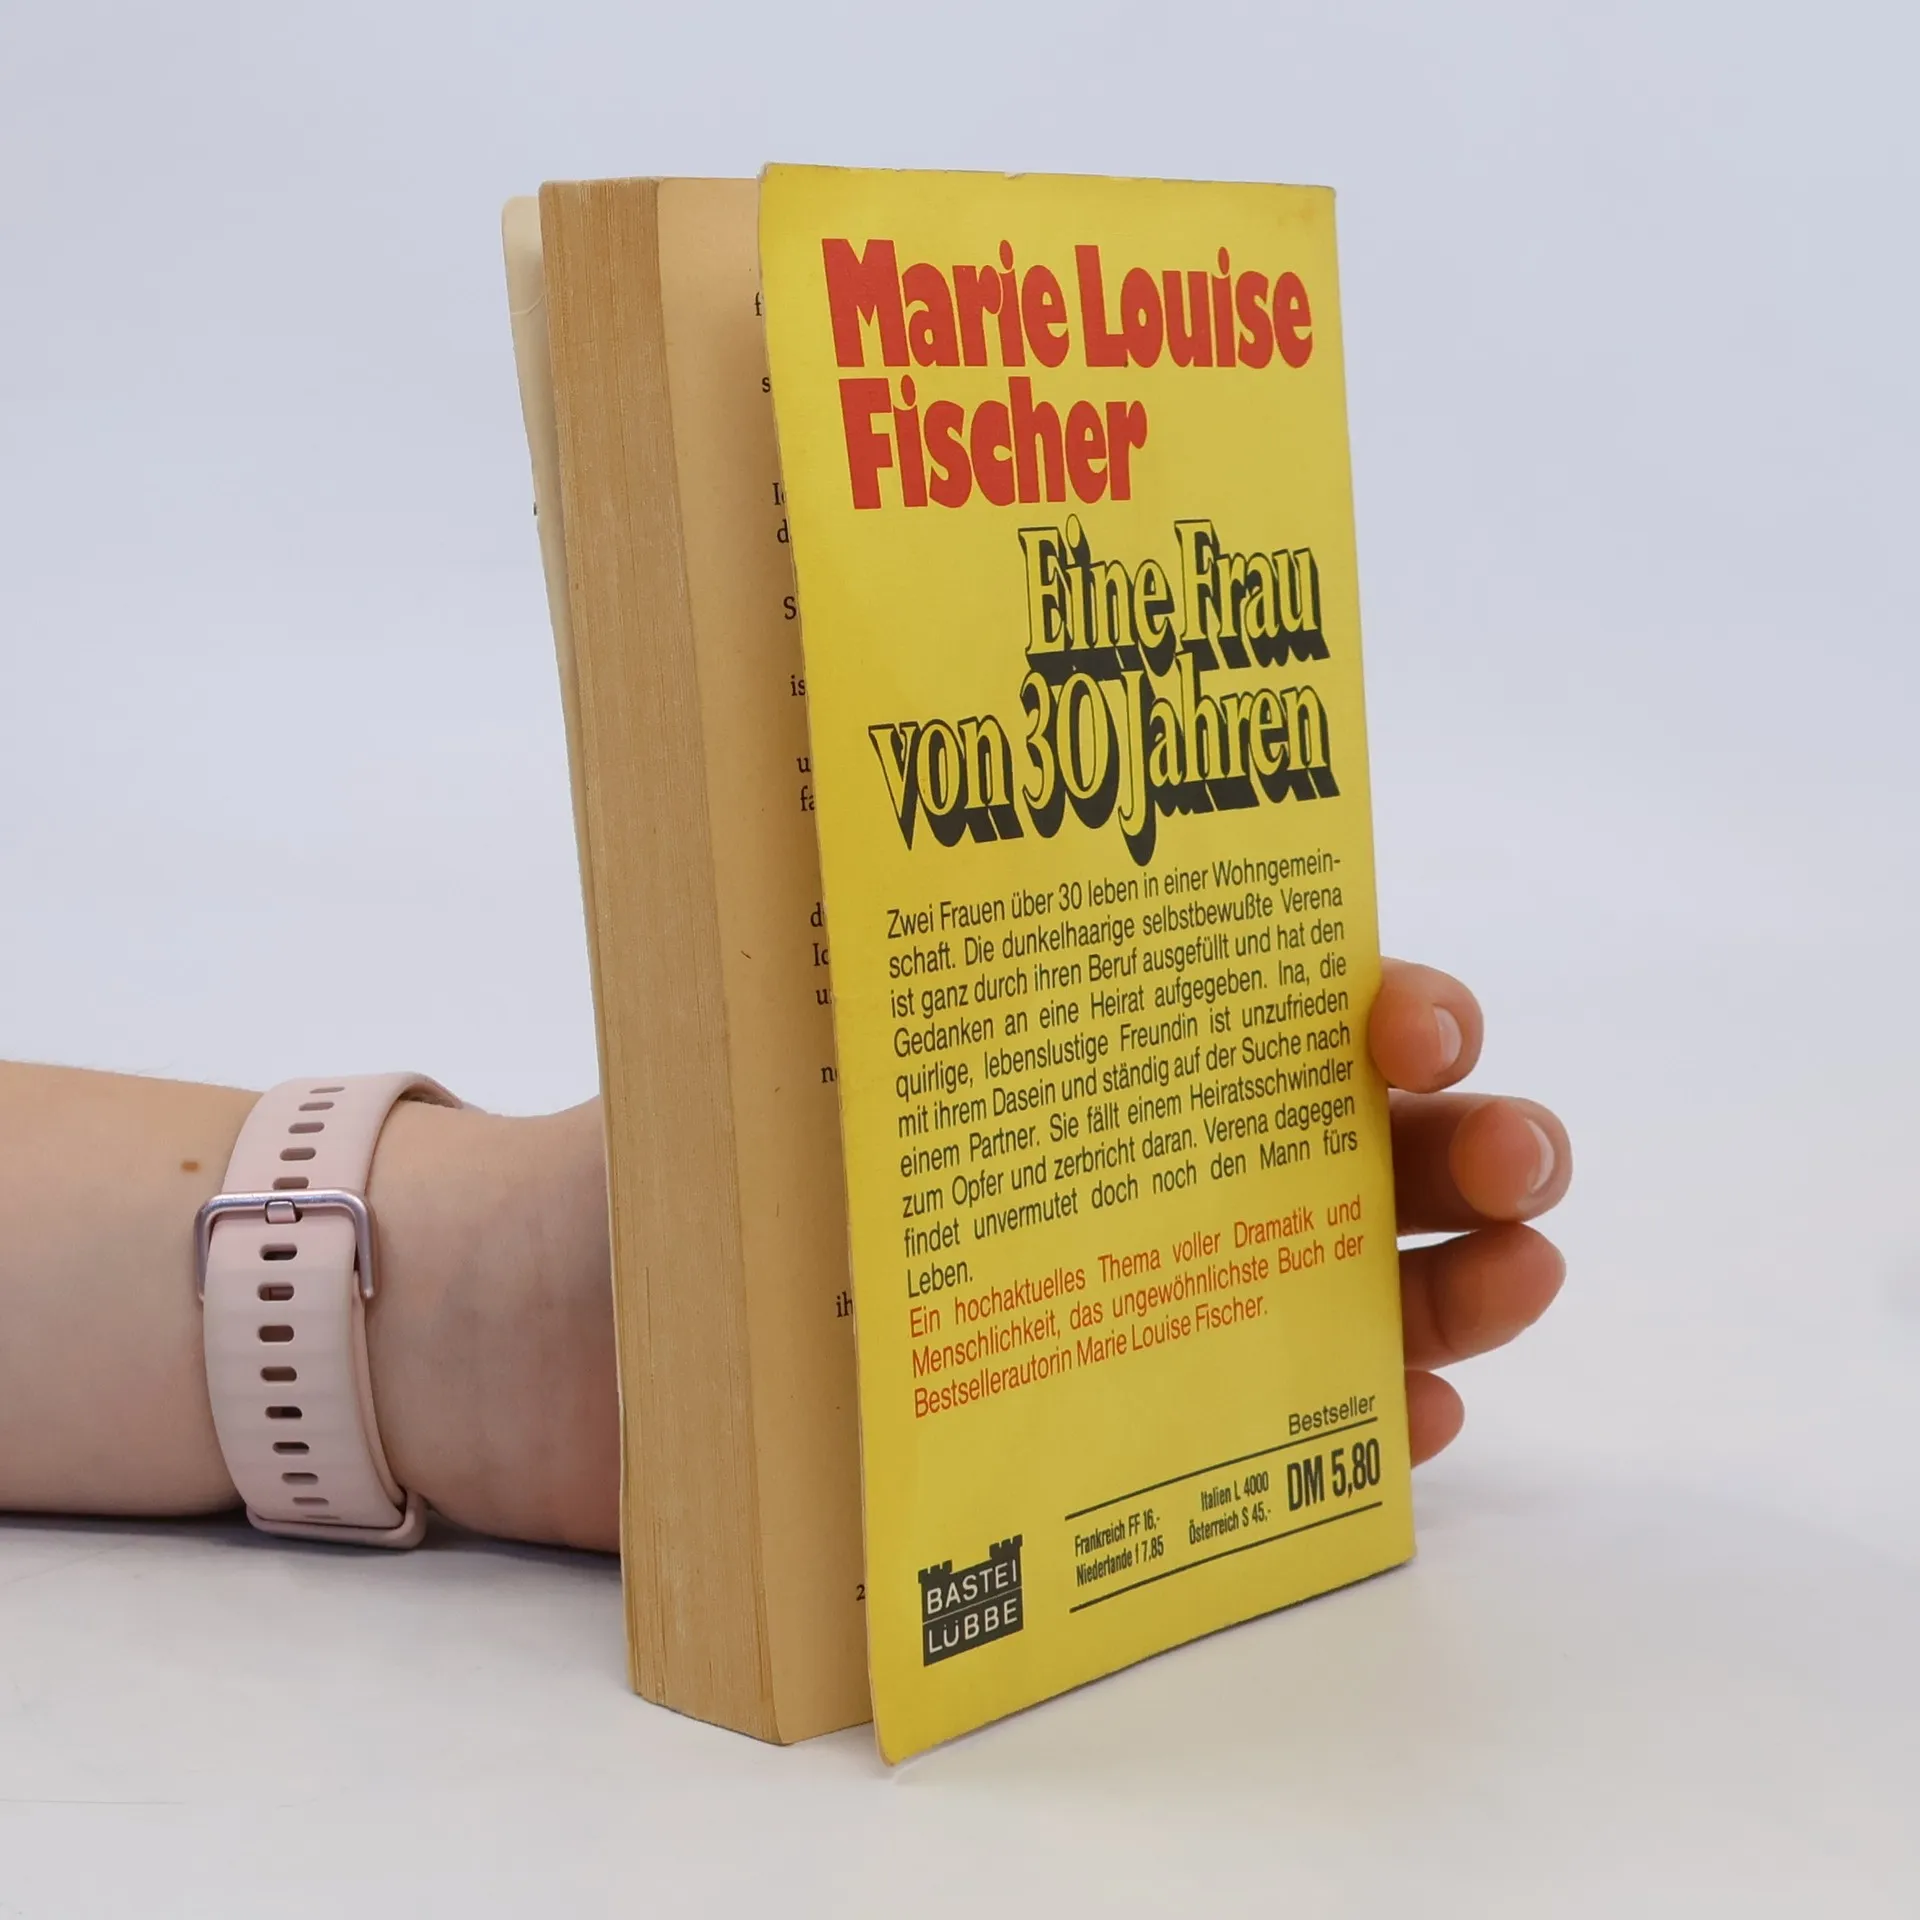 Marie Louise
Fischer
Eine Frau
von 30 Jahren
Zwei Frauen über 30 leben in einer Wohngemein-
schaft. Die dunkelhaarige selbstbewußte Verena
ist ganz durch ihren Beruf ausgefüllt und hat den
Gedanken an eine Heirat aufgegeben. Ina, die
quirlige, lebenslustige Freundin ist unzufrieden
mit ihrem Dasein und ständig auf der Suche nach
einem Partner. Sie fällt einem Heiratsschwindler
zum Opfer und zerbricht daran. Verena dagegen
findet unvermutet doch noch den Mann fürs
Leben.
Ein hochaktuelles Thema voller Dramatik und
Menschlichkeit, das ungewöhnlichste Buch der
Bestsellerautorin Marie Louise Fischer.
Bestseller
Frankreich FF 16,- Italien L 4000 DM 5,80
Niederlande f 7,85 Österreich S 45,-
BASTEI
LÜBBE